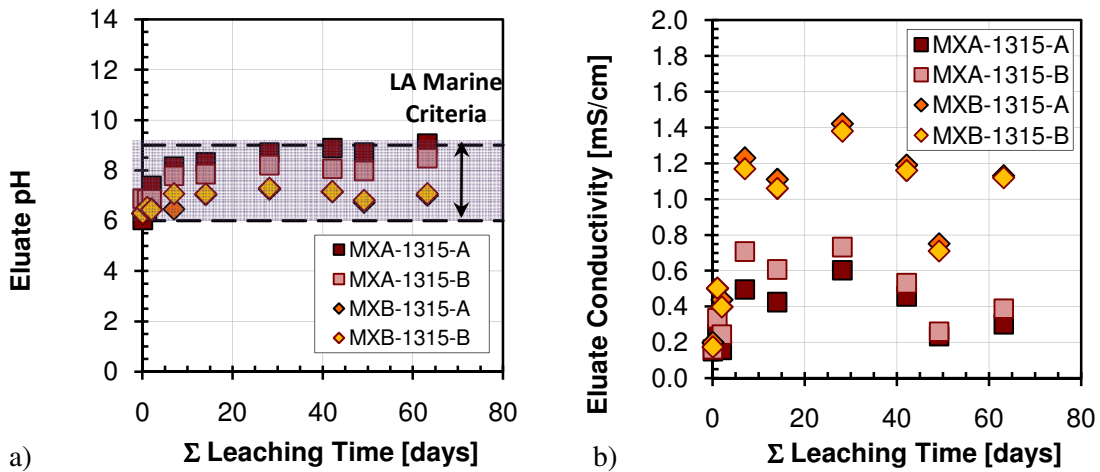 14
12
10
8
6
4
2
0
Eluate pH
LA Marine
Criteria
MXA-1315-A
MXA-1315-B
MXB-1315-A
MXB-1315-B
0 20 40 60 80
Σ Leaching Time [days]
a)
2.0
1.8
1.6
1.4
1.2
1.0
0.8
0.6
0.4
0.2
0.0
Eluate Conductivity [mS/cm]
MXA-1315-A
MXA-1315-B
MXB-1315-A
MXB-1315-B
0 20 40 60 80
Σ Leaching Time [days]
b)